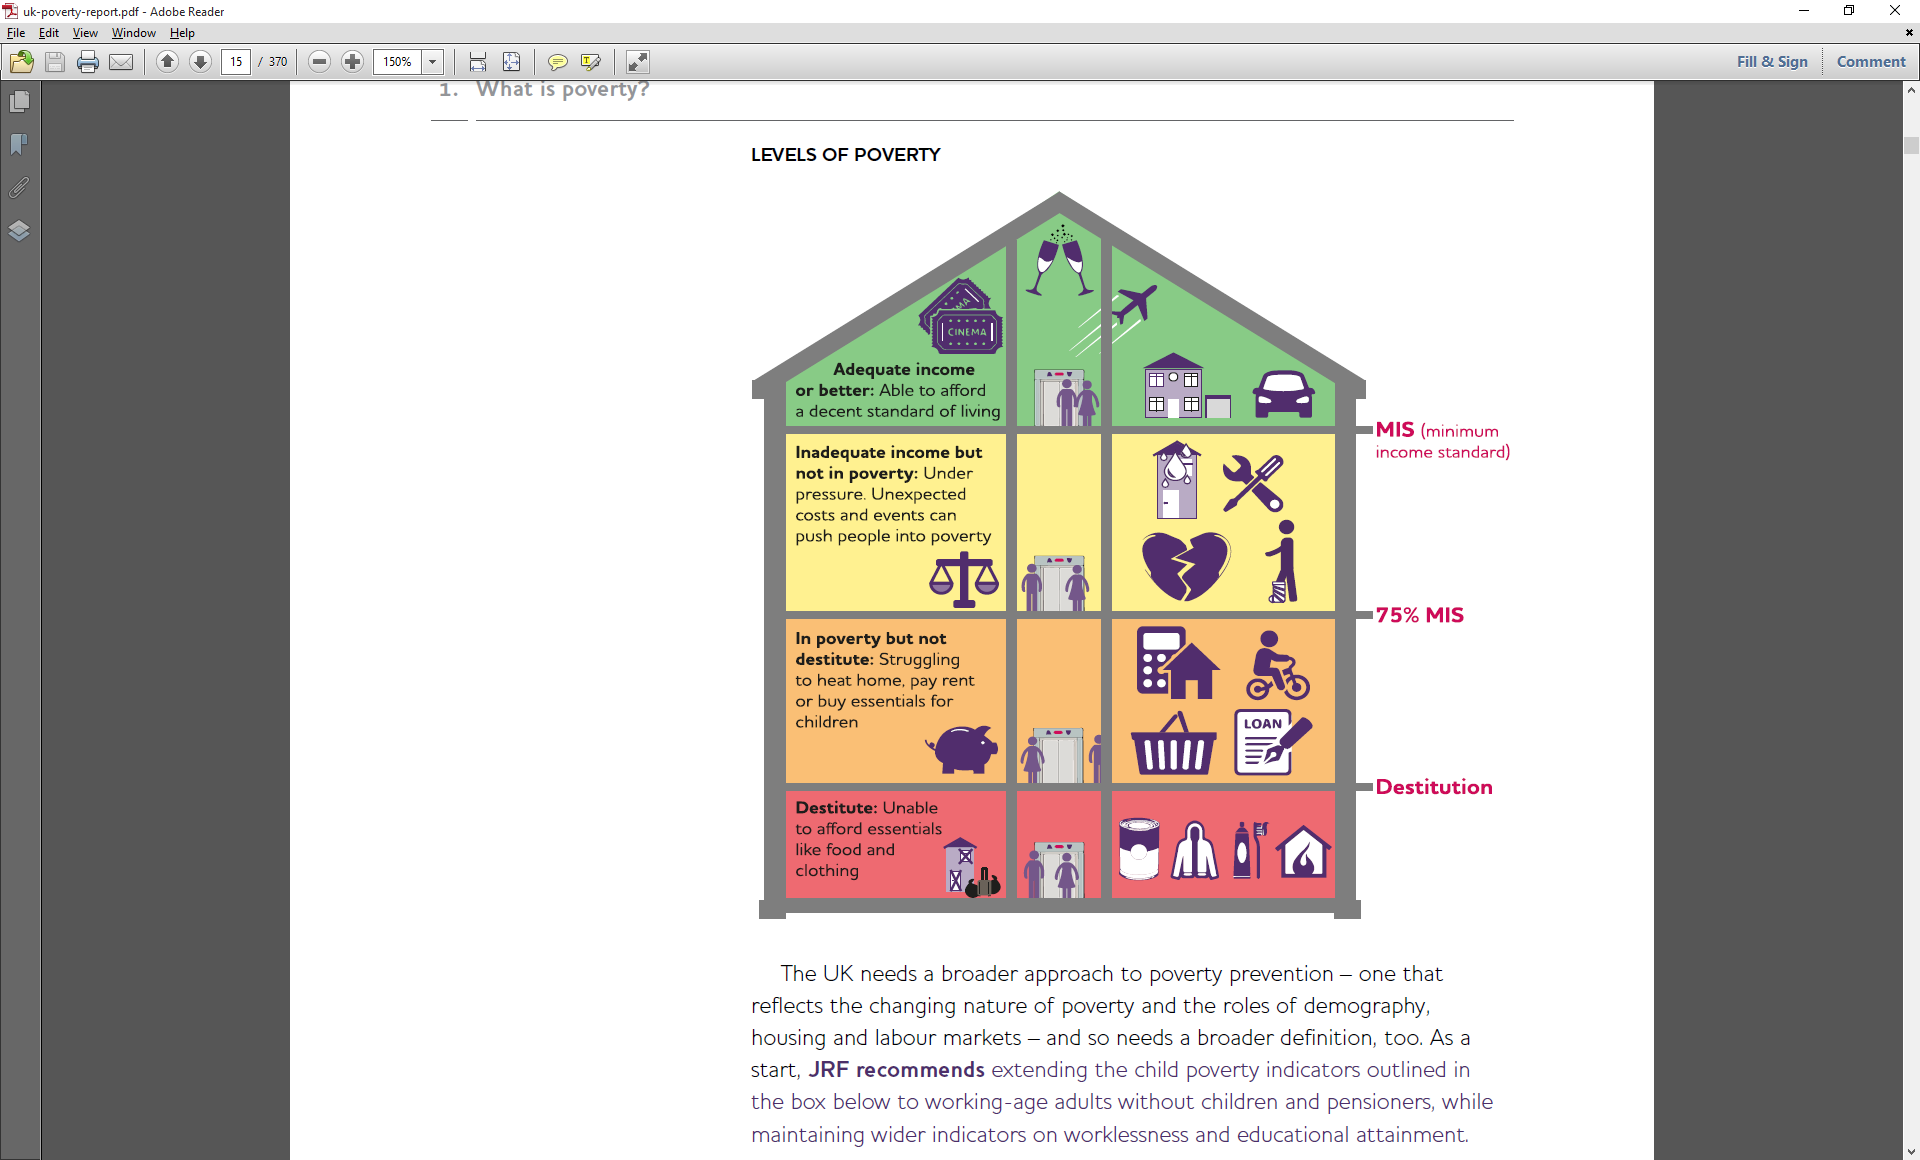 uk-poverty-report.pdf - Adobe Reader
File Edit View Window Help
15 / 370 150% Fill & Sign Comment
1. What is poverty?
LEVELS OF POVERTY
MA
CINEMA
Adequate income
or better: Able to afford
a decent standard of living
MIS (minimum
income standard)
Inadequate income but
not in poverty: Under
pressure. Unexpected
costs and events can
push people into poverty
75% MIS
In poverty but not
destitute: Struggling
to heat home, pay rent
or buy essentials for
children
LOAN
Destitution
Destitute: Unable
to afford essentials
like food and
clothing
The UK needs a broader approach to poverty prevention – one that
reflects the changing nature of poverty and the roles of demography,
housing and labour markets – and so needs a broader definition, too. As a
start, JRF recommends extending the child poverty indicators outlined in
the box below to working-age adults without children and pensioners, while
maintaining wider indicators on worklessness and educational attainment.